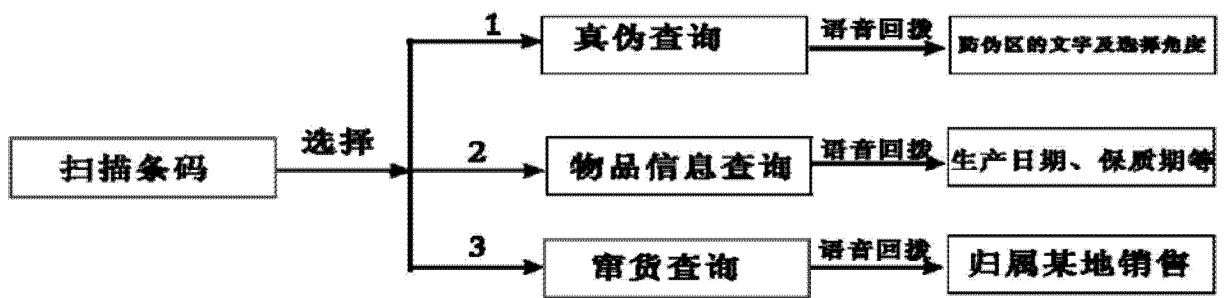 1
真伪查询
语音回拨
防伪区的文字及选择角度
扫描条码
选择
2
物品信息查询
语音回拨
生产日期、保质期等
3
窜货查询
语音回拨
归属某地销售